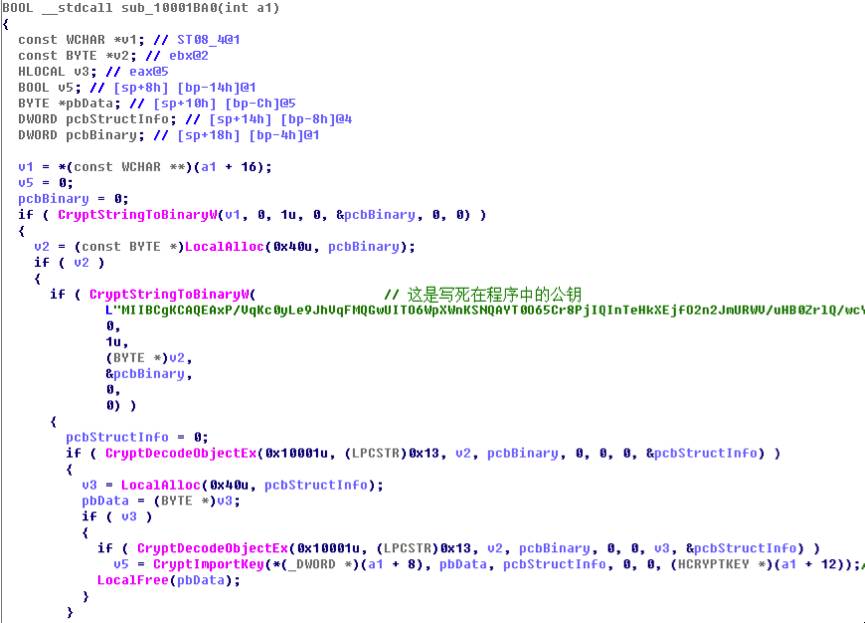 BOOL __stdcall sub_10001BA0(int a1)
{
  const WCHAR *v1; // ST08_4@1
  const BYTE *v2; // ebx@2
  HLOCAL v3; // eax@5
  BOOL v5; // [sp+8h] [bp-14h]@1
  BYTE *pbData; // [sp+10h] [bp-Ch]@5
  DWORD pcbStructInfo; // [sp+14h] [bp-8h]@4
  DWORD pcbBinary; // [sp+18h] [bp-4h]@1

  v1 = *(const WCHAR **)(a1 + 16);
  v5 = 0;
  pcbBinary = 0;
  if ( CryptStringToBinaryW(v1, 0, 1u, 0, &pcbBinary, 0, 0) )
  {
    v2 = (const BYTE *)LocalAlloc(0x40u, pcbBinary);
    if ( v2 )
    {
      if ( CryptStringToBinaryW(                // 这是写死在程序中的公钥
             L"MIIBCgKCAQEAxP/VqKc0yLe9JhVqFMQGwUITO6WpXWnKSNQAYT0O65Cr8PjIQInTeHkXEjfO2n2JmURWV/uHB0ZrlQ/wcY
             0,
             1u,
             (BYTE *)v2,
             &pcbBinary,
             0,
             0) )
      {
        pcbStructInfo = 0;
        if ( CryptDecodeObjectEx(0x10001u, (LPCSTR)0x13, v2, pcbBinary, 0, 0, 0, &pcbStructInfo) )
        {
          v3 = LocalAlloc(0x40u, pcbStructInfo);
          pbData = (BYTE *)v3;
          if ( v3 )
          {
            if ( CryptDecodeObjectEx(0x10001u, (LPCSTR)0x13, v2, pcbBinary, 0, 0, v3, &pcbStructInfo) )
              v5 = CryptImportKey(*(_DWORD *)(a1 + 8), pbData, pcbStructInfo, 0, 0, (HCRYPTKEY *)(a1 + 12));/
            LocalFree(pbData);
          }
        }